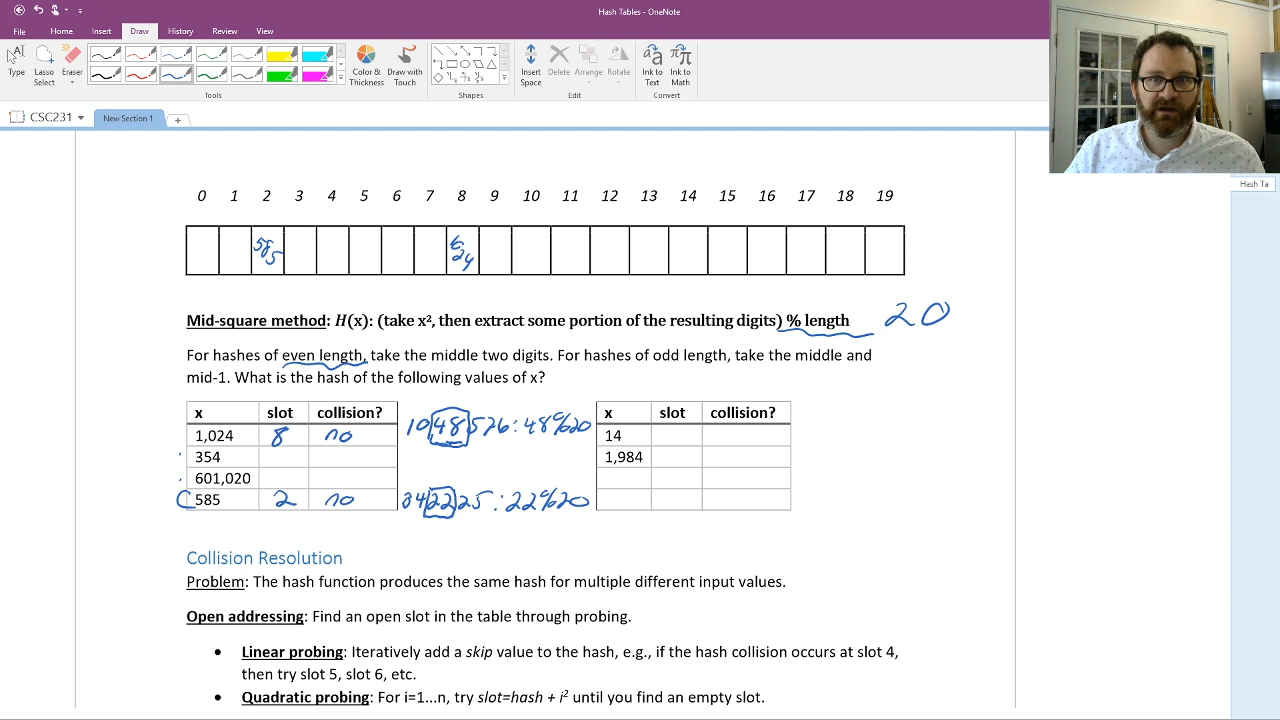 Hash Tables - OneNote
File Home Insert Draw History Review View
Type Lasso Select Eraser Color & Thickness Draw with Touch Insert Space Delete Arrange Rotate Ink to Text Ink to Math
Tools Shapes Edit Convert
CSC231 New Section 1 +
Hash Ta
0 1 2 3 4 5 6 7 8 9 10 11 12 13 14 15 16 17 18 19
585 624
Mid-square method: H(x): (take x², then extract some portion of the resulting digits) % length 20
For hashes of even length, take the middle two digits. For hashes of odd length, take the middle and
mid-1. What is the hash of the following values of x?
x slot collision? x slot collision?
1,024 8 no 1048576: 48%20 14
354 1,984
601,020
585 2 no 342225: 22%20
Collision Resolution
Problem: The hash function produces the same hash for multiple different input values.
Open addressing: Find an open slot in the table through probing.
• Linear probing: Iteratively add a skip value to the hash, e.g., if the hash collision occurs at slot 4,
then try slot 5, slot 6, etc.
• Quadratic probing: For i=1...n, try slot=hash + i² until you find an empty slot.